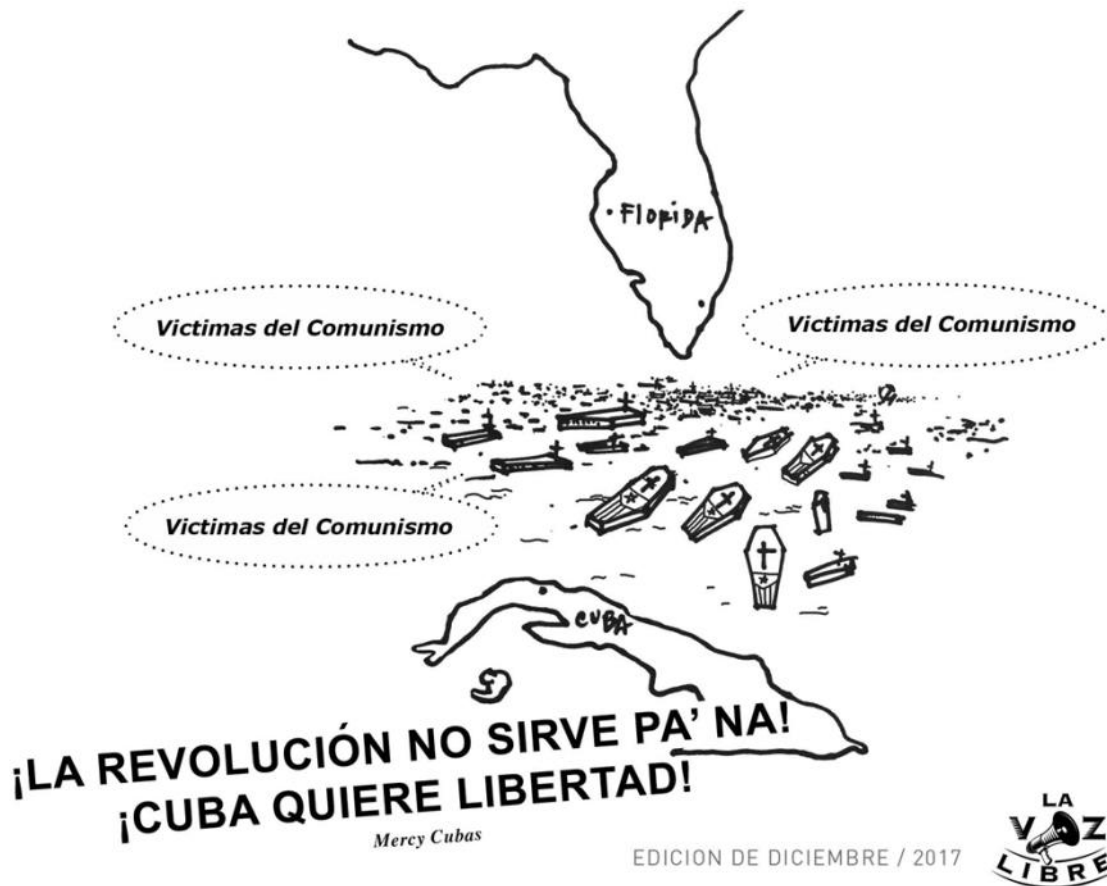 FLORIDA
Victimas del Comunismo
Victimas del Comunismo
Victimas del Comunismo
CUBA
¡LA REVOLUCIÓN NO SIRVE PA' NA!
¡CUBA QUIERE LIBERTAD!
Mercy Cubas
EDICION DE DICIEMBRE / 2017
LA
VOZ
LIBRE